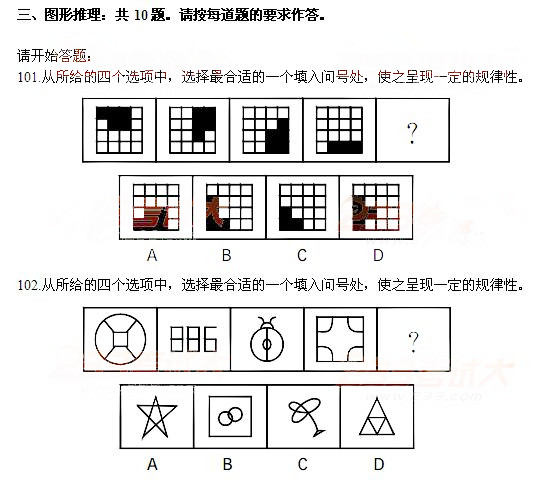 三、图形推理：共 10 题。请按每道题的要求作答。
请开始答题：
101.从所给的四个选项中，选择最合适的一个填入问号处，使之呈现一定的规律性。
?
A B C D
102.从所给的四个选项中，选择最合适的一个填入问号处，使之呈现一定的规律性。
886 ?
A B C D